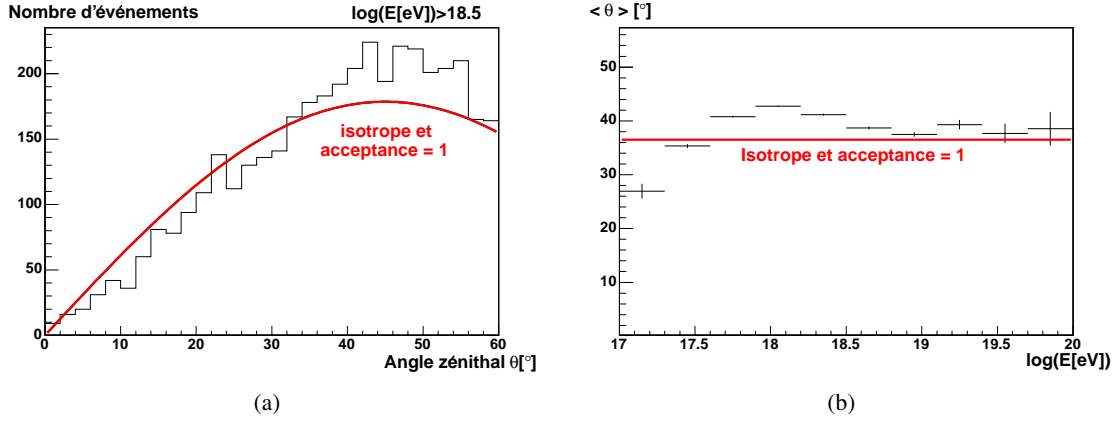 Nombre d'événements
log(E[eV])>18.5
200
150
100
50
0
isotrope et
acceptance = 1
0 10 20 30 40 50 60
Angle zénithal θ[°]
(a)
< θ > [°]
50
40
30
20
10
0
Isotrope et acceptance = 1
17 17.5 18 18.5 19 19.5 20
log(E[eV])
(b)